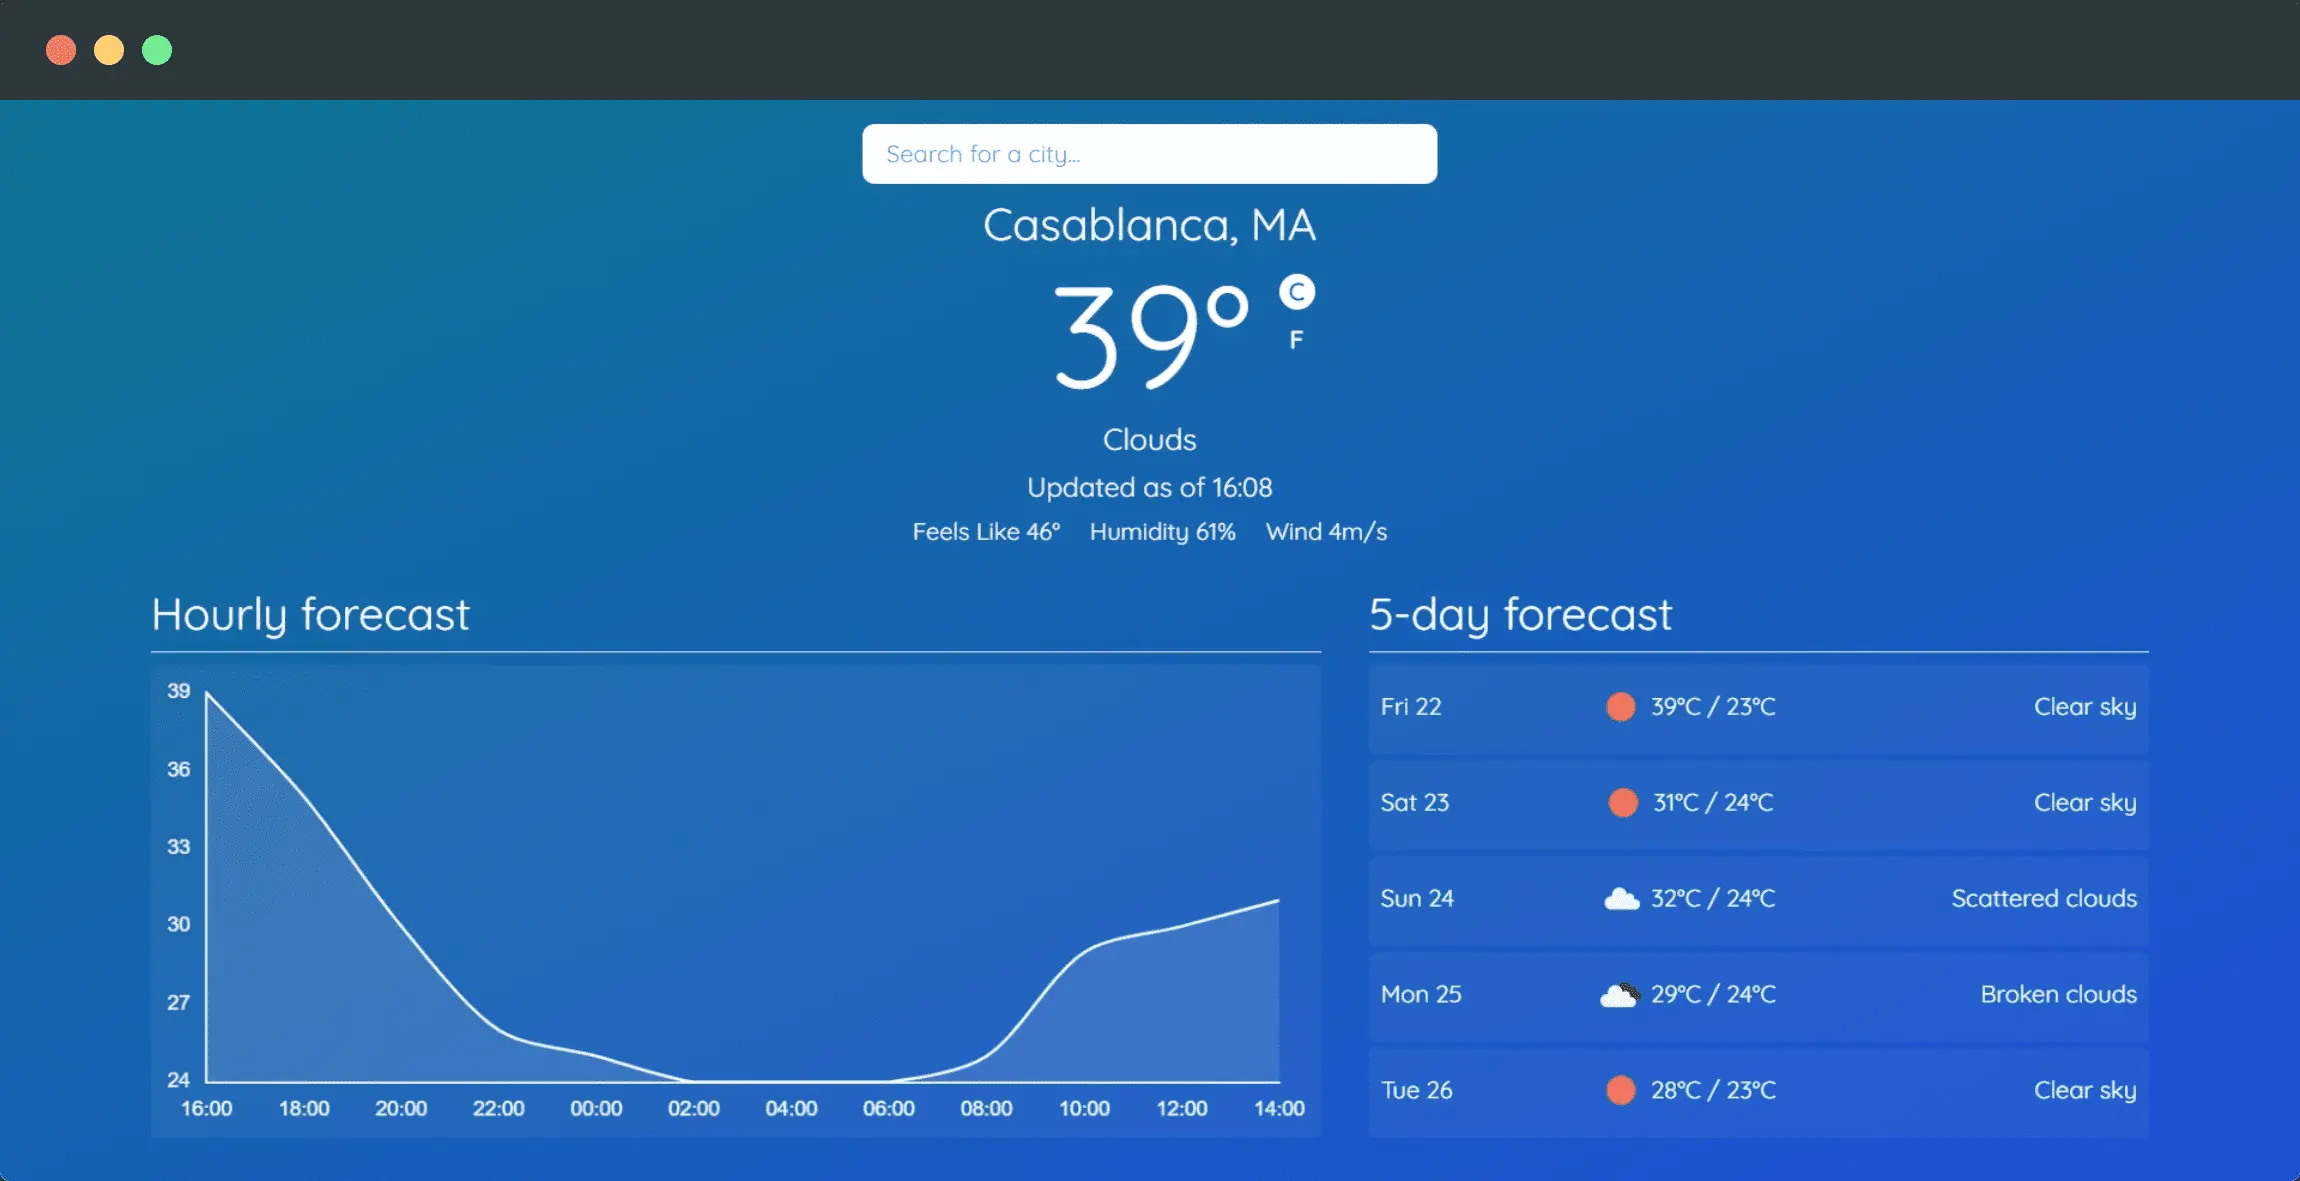 Search for a city...
Casablanca, MA
39° C
F
Clouds
Updated as of 16:08
Feels Like 46° Humidity 61% Wind 4m/s
Hourly forecast
39
36
33
30
27
24
16:00 18:00 20:00 22:00 00:00 02:00 04:00 06:00 08:00 10:00 12:00 14:00
5-day forecast
Fri 22 39°C / 23°C Clear sky
Sat 23 31°C / 24°C Clear sky
Sun 24 32°C / 24°C Scattered clouds
Mon 25 29°C / 24°C Broken clouds
Tue 26 28°C / 23°C Clear sky